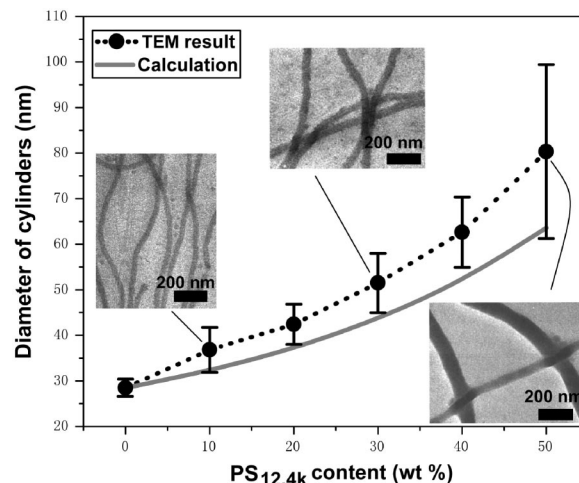 110
100
90
80
70
60
50
40
30
20
Diameter of cylinders (nm)
TEM result
Calculation
200 nm
200 nm
200 nm
0 10 20 30 40 50
PS12.4k content (wt %)